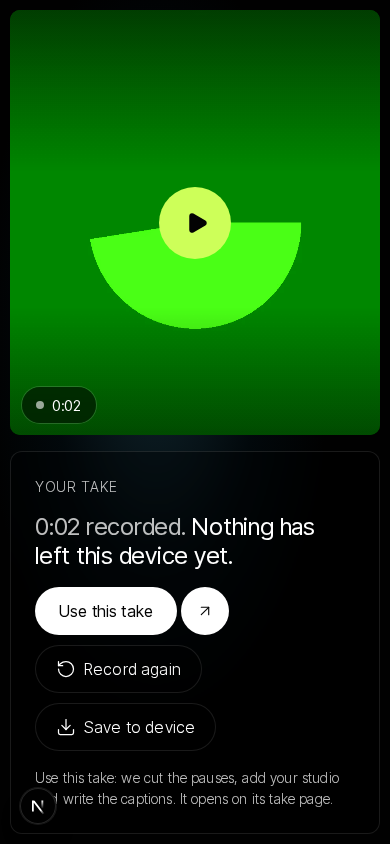 0:02
YOUR TAKE
0:02 recorded. Nothing has
left this device yet.
Use this take
Record again
Save to device
Use this take: we cut the pauses, add your studio
write the captions. It opens on its take page.
N